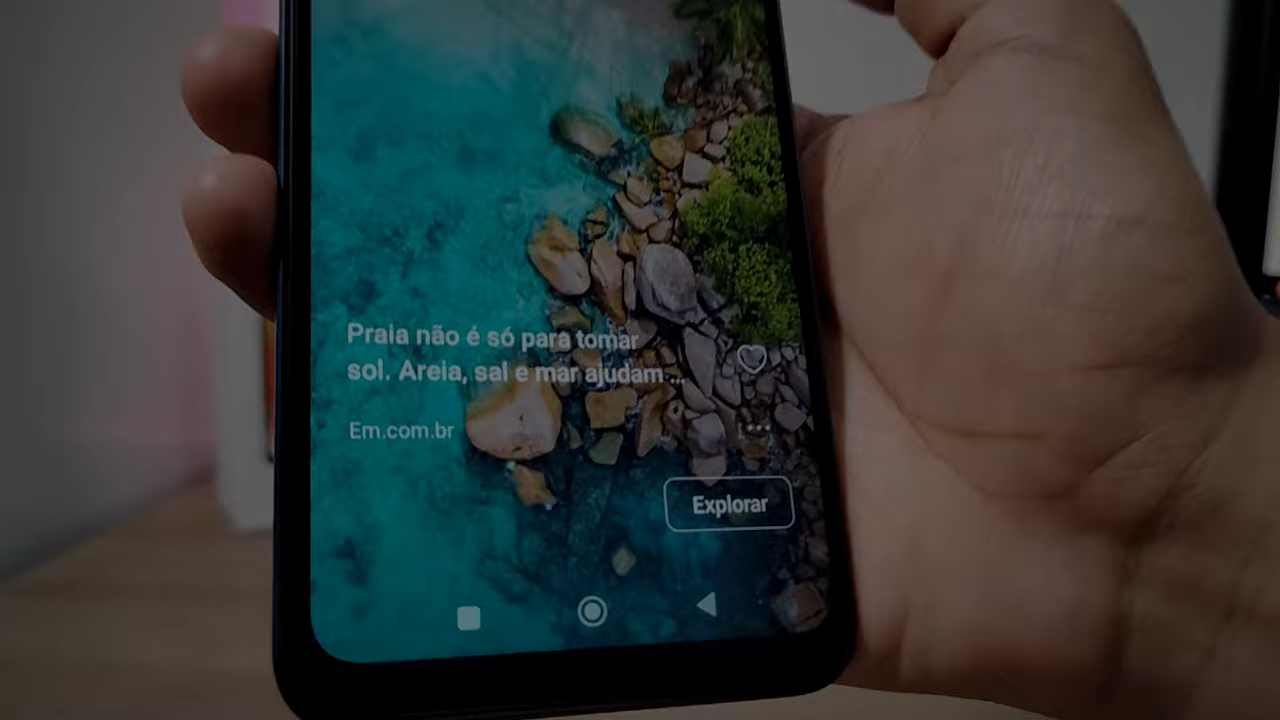 Praia não é só para tomar
sol. Areia, sal e mar ajudam ...
Em.com.br
Explorar